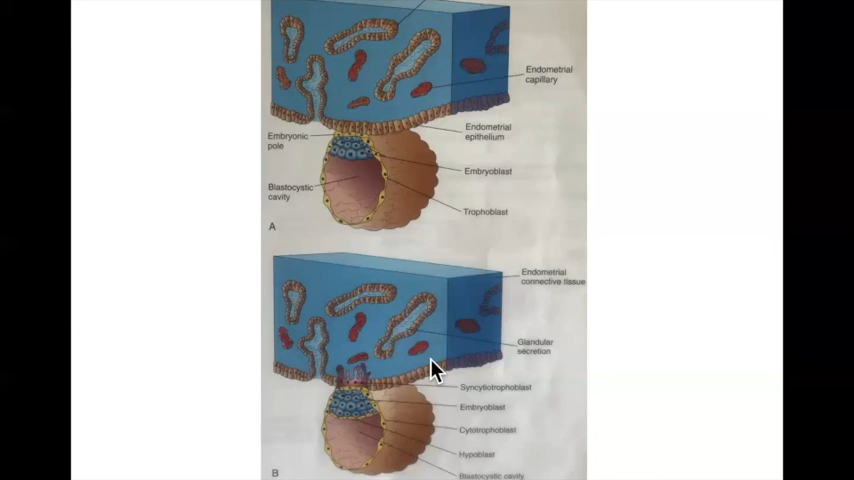 Endometrial
capillary
Embryonic
pole
Endometrial
epithelium
Embryoblast
Blastocystic
cavity
Trophoblast
A
Endometrial
connective tissue
Glandular
secretion
Syncytiotrophoblast
Embryoblast
Cytotrophoblast
Hypoblast
B
Blastocystic cavity